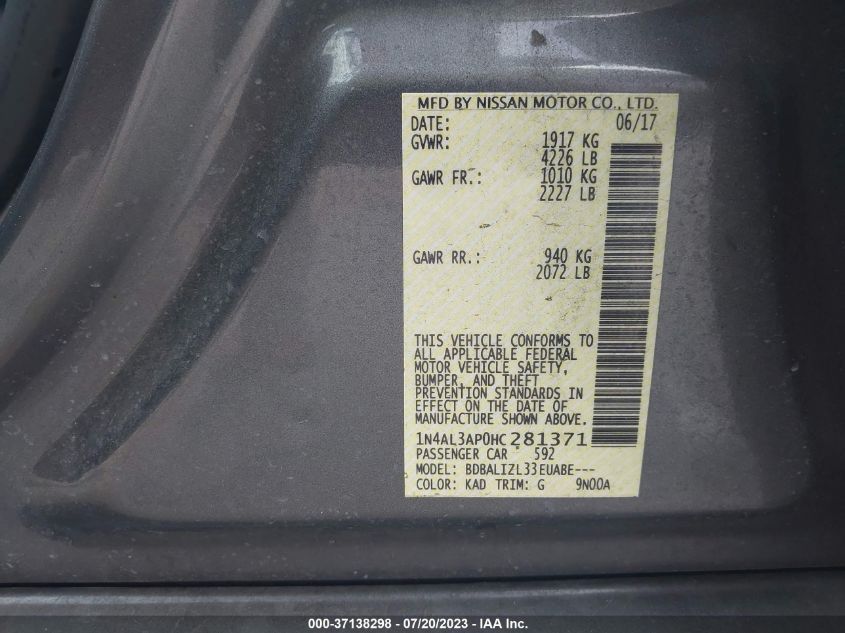 MFD BY NISSAN MOTOR CO., LTD.
DATE: 06/17
GVWR: 1917 KG
4226 LB
GAWR FR.: 1010 KG
2227 LB
GAWR RR.: 940 KG
2072 LB
THIS VEHICLE CONFORMS TO
ALL APPLICABLE FEDERAL
MOTOR VEHICLE SAFETY,
BUMPER, AND THEFT
PREVENTION STANDARDS IN
EFFECT ON THE DATE OF
MANUFACTURE SHOWN ABOVE.
1N4AL3AP0HC281371
PASSENGER CAR 592
MODEL: BDBALIZL33EUABE---
COLOR: KAD TRIM: G 9N00A
000-37138298 - 07/20/2023 - IAA Inc.